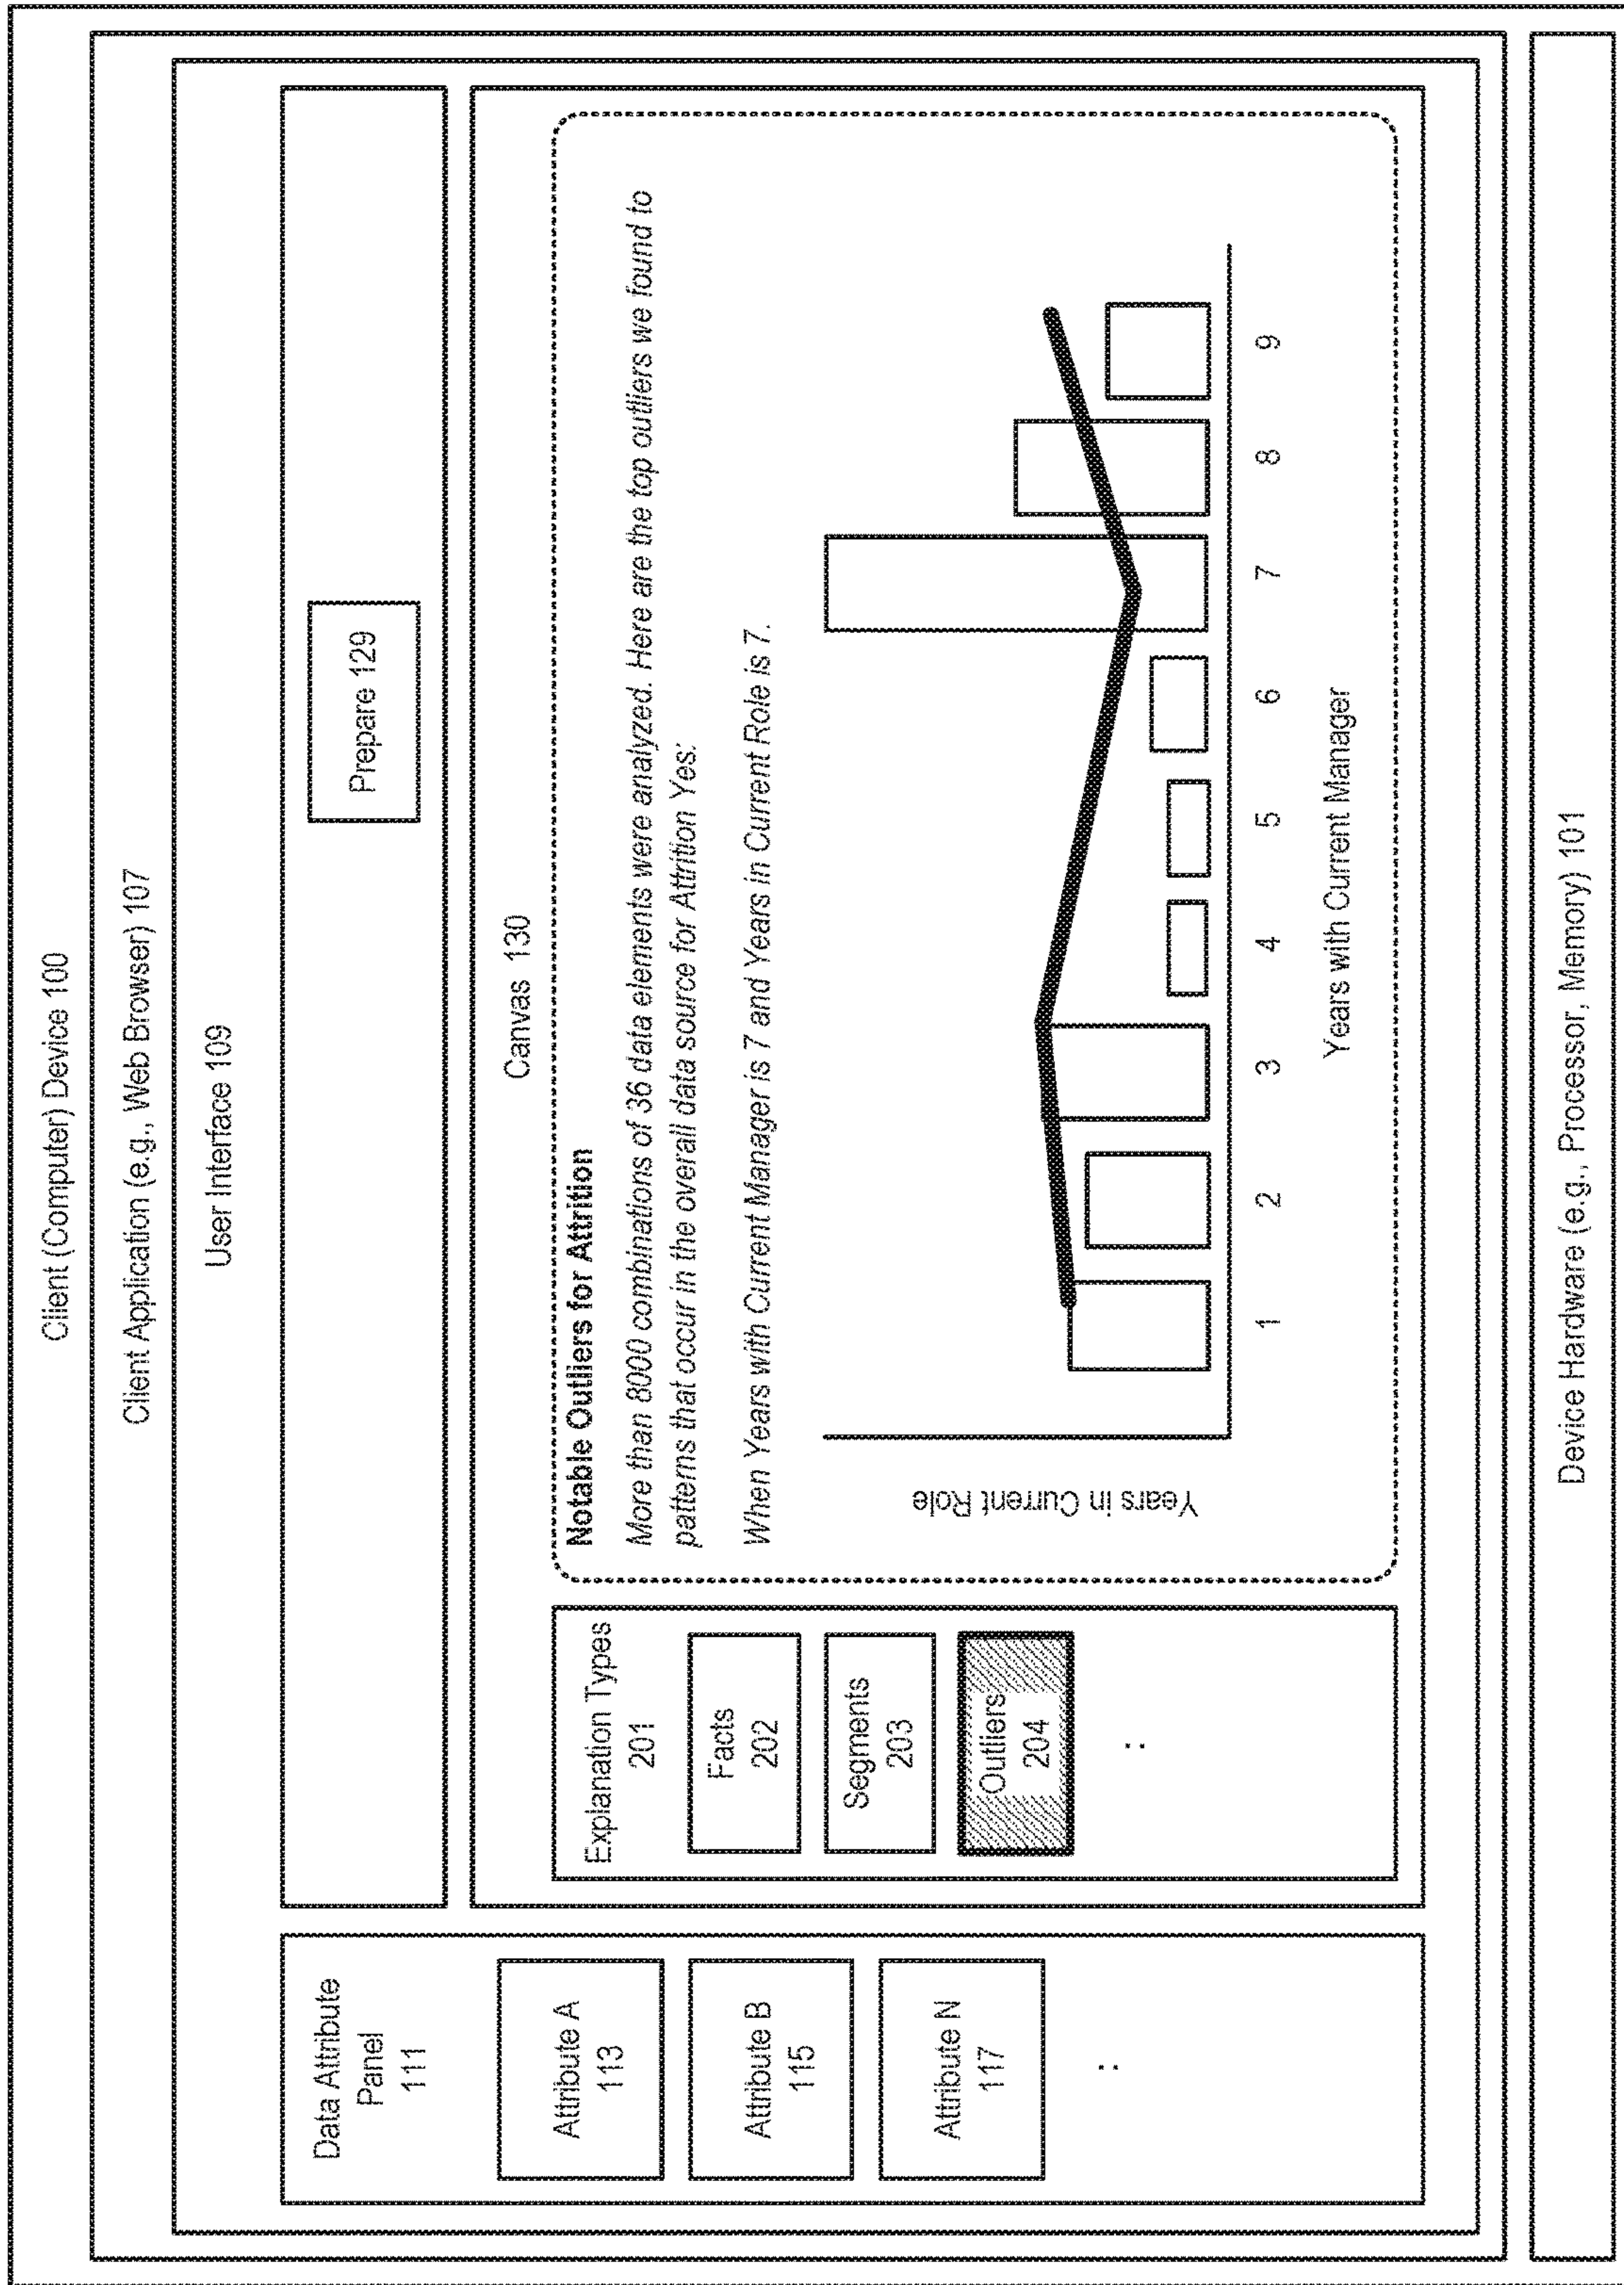 Client (Computer) Device 100
Client Application (e.g., Web Browser) 107
User Interface 109
Data Attribute
Panel
111
Attribute A
113
Attribute B
115
Attribute N
117
:
Prepare 129
Canvas 130
Explanation Types
201
Facts
202
Segments
203
Outliers
204
:
Notable Outliers for Attrition
More than 8000 combinations of 36 data elements were analyzed. Here are the top outliers we found to
patterns that occur in the overall data source for Attrition Yes:
When Years with Current Manager is 7 and Years in Current Role is 7.
Years in Current Role
1 2 3 4 5 6 7 8 9
Years with Current Manager
Device Hardware (e.g., Processor, Memory) 101